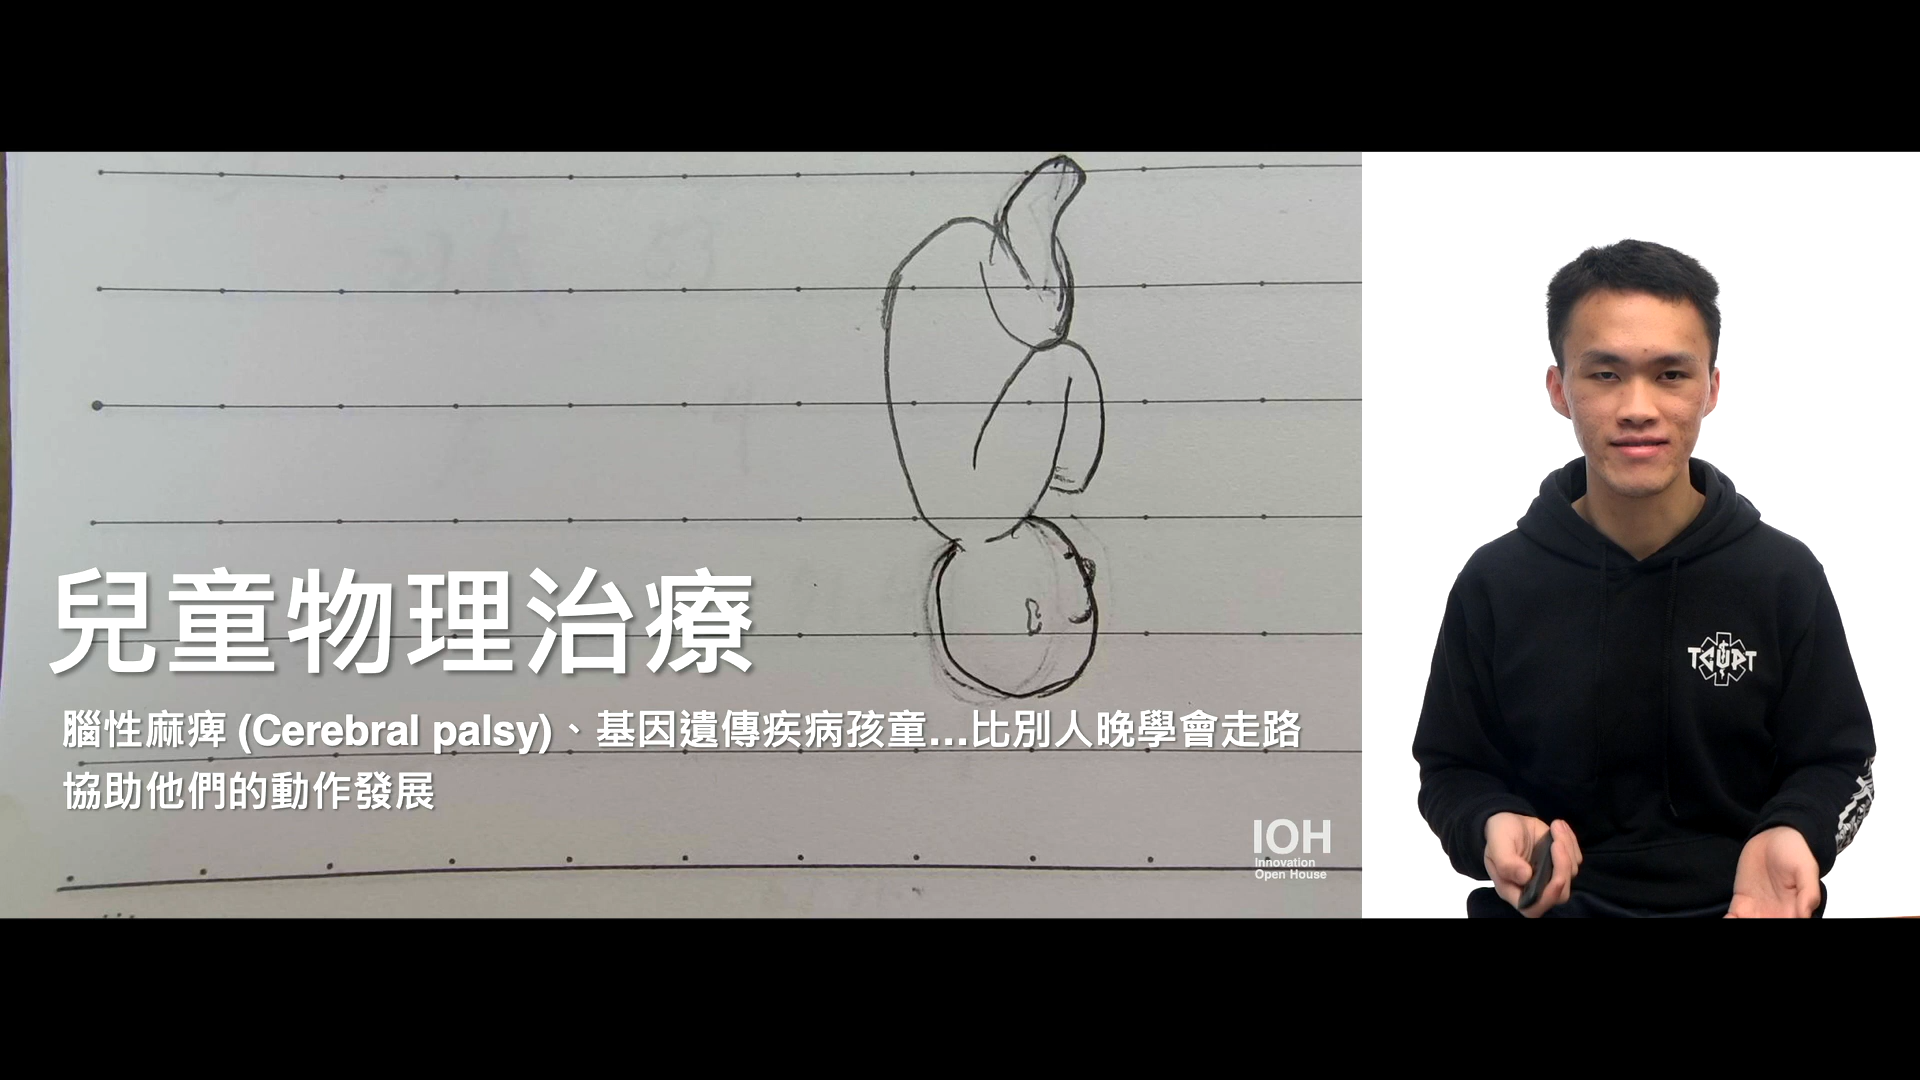 兒童物理治療
腦性麻痺 (Cerebral palsy)、基因遺傳疾病孩童...比別人晚學會走路
協助他們的動作發展
IOH
Innovation
Open House
TCUPT